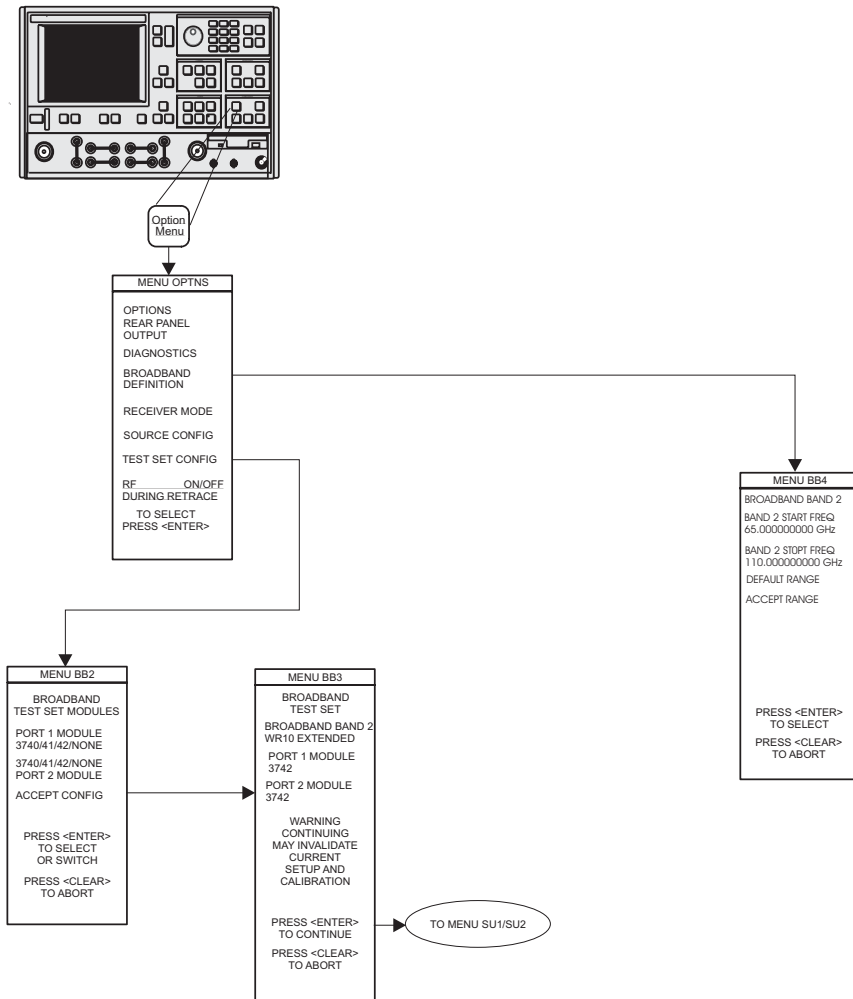 Option
Menu
MENU OPTNS
OPTIONS
REAR PANEL
OUTPUT
DIAGNOSTICS
BROADBAND
DEFINITION
RECEIVER MODE
SOURCE CONFIG
TEST SET CONFIG
RF ON/OFF
DURING RETRACE
TO SELECT
PRESS <ENTER>
MENU BB4
BROADBAND BAND 2
BAND 2 START FREQ
65.000000000 GHz
BAND 2 STOPT FREQ
110.000000000 GHz
DEFAULT RANGE
ACCEPT RANGE
PRESS <ENTER>
TO SELECT
PRESS <CLEAR>
TO ABORT
MENU BB2
BROADBAND
TEST SET MODULES
PORT 1 MODULE
3740/41/42/NONE
3740/41/42/NONE
PORT 2 MODULE
ACCEPT CONFIG
PRESS <ENTER>
TO SELECT
OR SWITCH
PRESS <CLEAR>
TO ABORT
MENU BB3
BROADBAND
TEST SET
BROADBAND BAND 2
WR10 EXTENDED
PORT 1 MODULE
3742
PORT 2 MODULE
3742
WARNING
CONTINUING
MAY INVALIDATE
CURRENT
SETUP AND
CALIBRATION
PRESS <ENTER>
TO CONTINUE
PRESS <CLEAR>
TO ABORT
TO MENU SU1/SU2